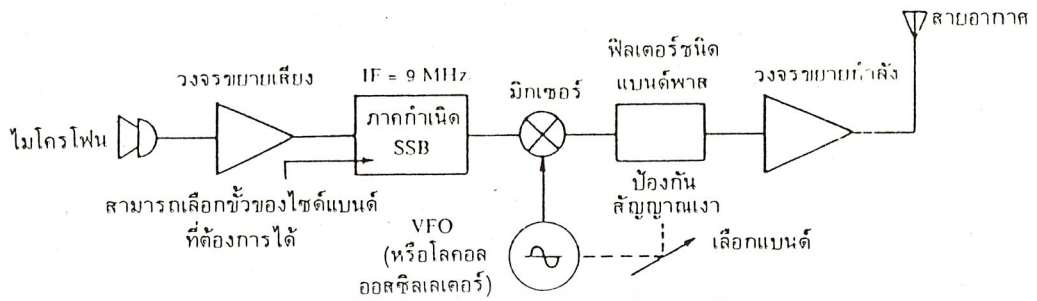 สายอากาศ
ฟิลเตอร์ชนิด
แบนด์พาส
วงจรขยายเสียง
IF = 9 MHz
มิกเซอร์
วงจรขยายกำลัง
ไมโครโฟน
ภาคกำเนิด
SSB
สามารถเลือกขั้วของไซด์แบนด์
ที่ต้องการได้
ป้องกัน
สัญญาณเงา
VFO
(หรือโลคอล
ออสซิลเลเตอร์)
เลือกแบนด์